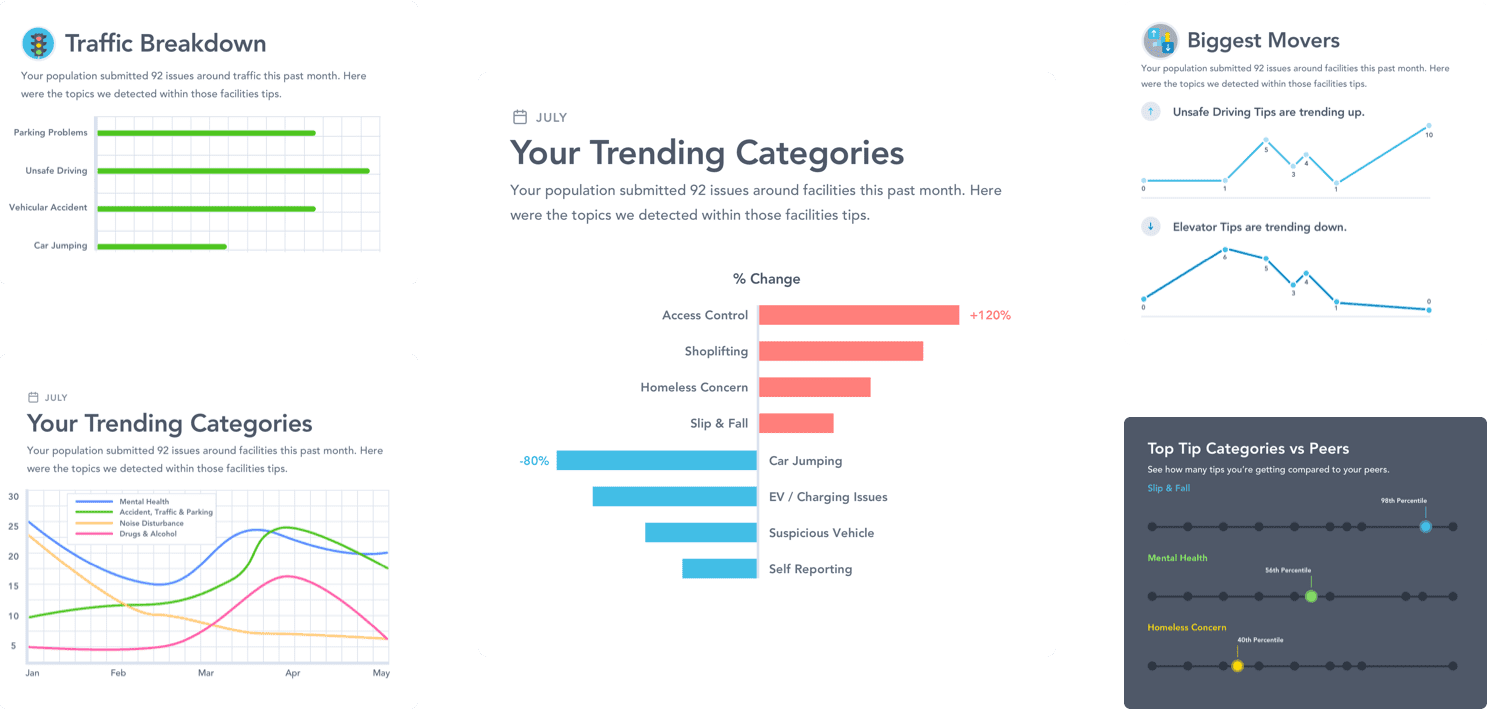 Traffic Breakdown
Your population submitted 92 issues around traffic this past month. Here
were the topics we detected within those facilities tips.
Parking Problems
Unsafe Driving
Vehicular Accident
Car Jumping
JULY
Your Trending Categories
Your population submitted 92 issues around facilities this past month. Here
were the topics we detected within those facilities tips.
30
25
20
15
10
5
Mental Health
Accident, Traffic & Parking
Noise Disturbance
Drugs & Alcohol
Jan Feb Mar Apr May
JULY
Your Trending Categories
Your population submitted 92 issues around facilities this past month. Here
were the topics we detected within those facilities tips.
% Change
Access Control +120%
Shoplifting
Homeless Concern
Slip & Fall
-80% Car Jumping
EV / Charging Issues
Suspicious Vehicle
Self Reporting
Biggest Movers
Your population submitted 92 issues around facilities this past month. Here
were the topics we detected within those facilities tips.
Unsafe Driving Tips are trending up.
0 1 5 3 4 1 10
Elevator Tips are trending down.
0 6 5 3 4 1 0
Top Tip Categories vs Peers
See how many tips you're getting compared to your peers.
Slip & Fall
98th Percentile
Mental Health
56th Percentile
Homeless Concern
40th Percentile